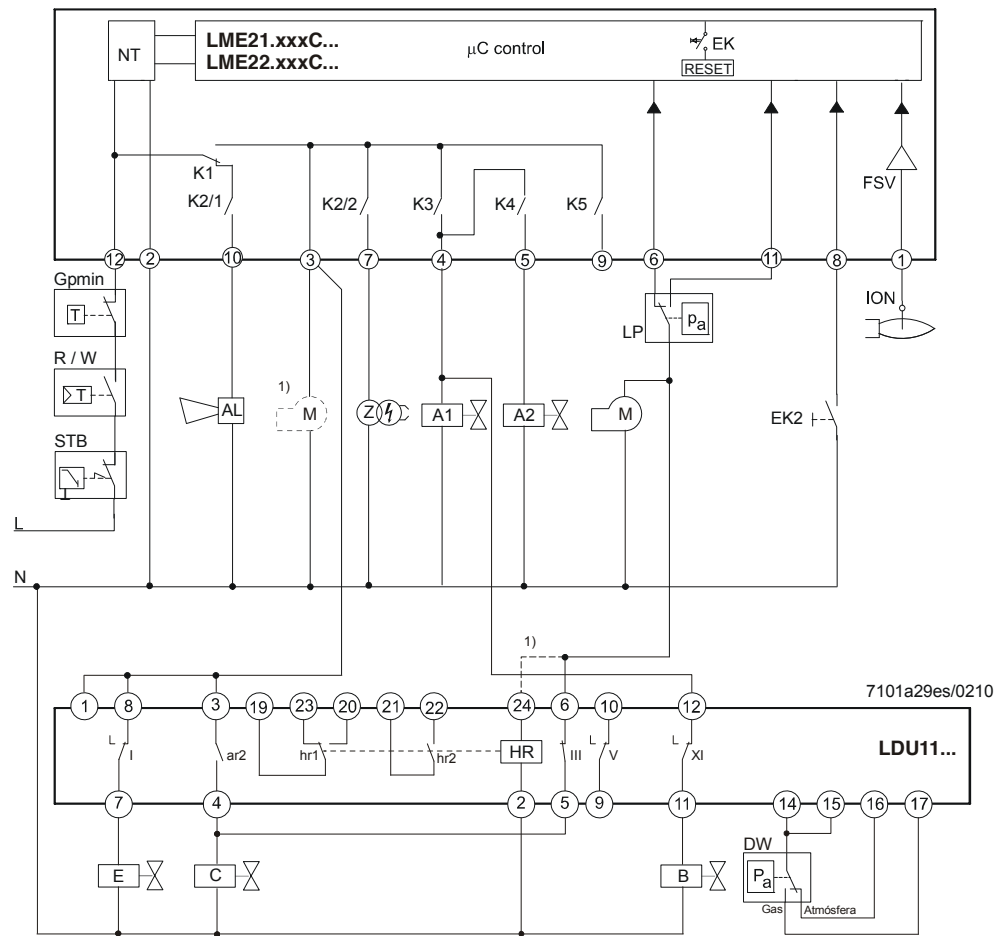 NT
LME21.xxxC...
LME22.xxxC...
µC control
EK
RESET
FSV
K1
K2/1
K2/2
K3
K4
K5
12
2
10
3
7
4
5
9
6
11
8
1
Gpmin
T
R / W
>T
STB
AL
1)
M
Z
A1
A2
LP
pa
M
EK2
ION
L
N
1)
7101a29es/0210
1
8
3
19
23
20
21
22
24
6
10
12
L
I
ar2
hr1
hr2
HR
III
L
V
L
XI
LDU11...
7
4
2
5
9
11
14
15
16
17
DW
Pa
Gas
Atmósfera
E
C
B